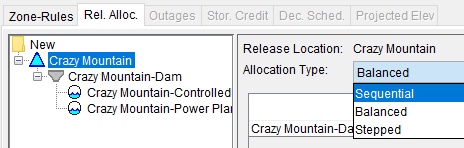 Zone-Rules Rel. Alloc. Outages Stor. Credit Dec. Sched. Projected Elev
New
Crazy Mountain
Crazy Mountain-Dam
Crazy Mountain-Controlled
Crazy Mountain-Power Plan
Release Location: Crazy Mountain
Allocation Type: Balanced
Sequential
Balanced
Stepped
Crazy Mountain-Da